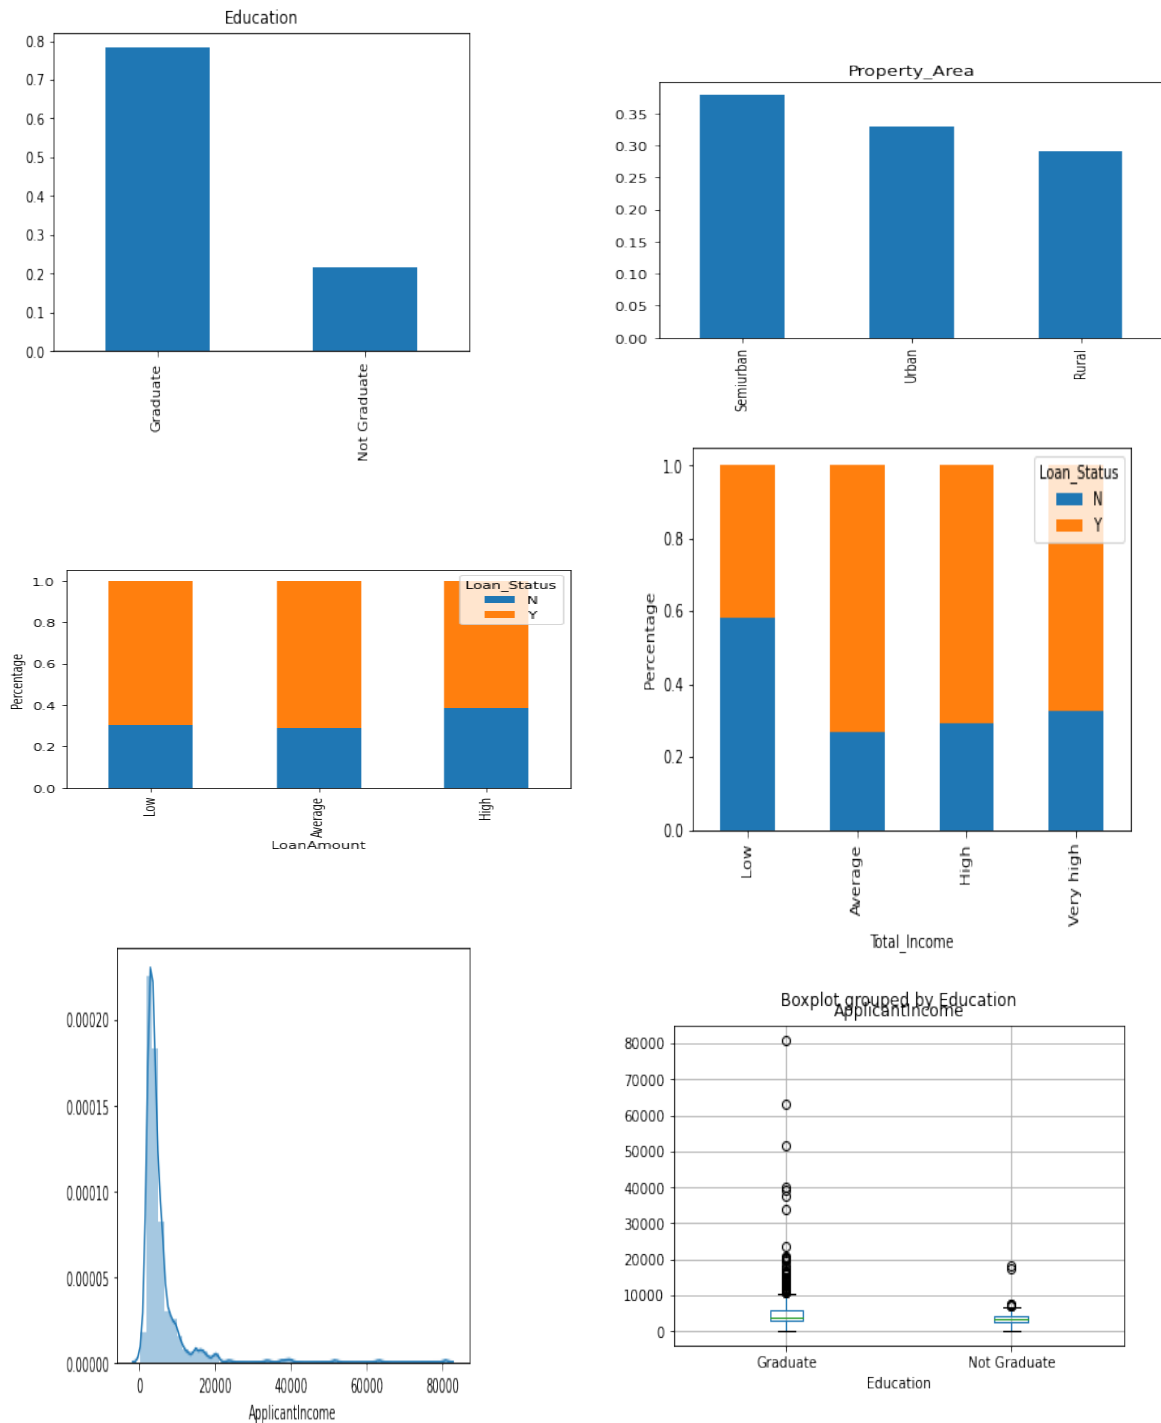 Education
0.8
0.7
0.6
0.5
0.4
0.3
0.2
0.1
0.0
Graduate
Not Graduate
Property_Area
0.35
0.30
0.25
0.20
0.15
0.10
0.05
0.00
Semiurban
Urban
Rural
Percentage
1.0
0.8
0.6
0.4
0.2
0.0
Loan_Status
N
Y
Low
Average
High
LoanAmount
Percentage
1.0
0.8
0.6
0.4
0.2
0.0
Loan_Status
N
Y
Low
Average
High
Very high
Total_Income
0.00020
0.00015
0.00010
0.00005
0.00000
0 20000 40000 60000 80000
ApplicantIncome
Boxplot grouped by Education
ApplicantIncome
80000
70000
60000
50000
40000
30000
20000
10000
0
Graduate Not Graduate
Education